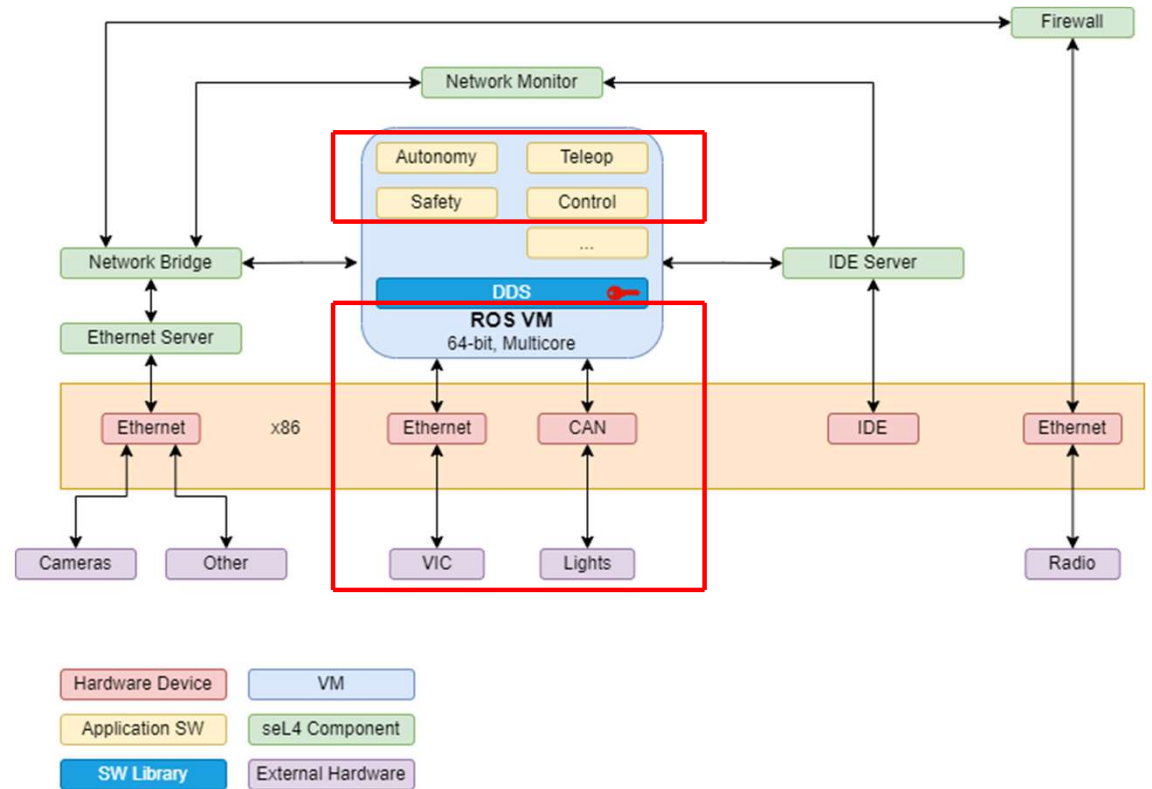 Firewall
Network Monitor
Autonomy
Teleop
Safety
Control
...
Network Bridge
IDE Server
DDS
ROS VM
64-bit, Multicore
Ethernet Server
Ethernet
x86
Ethernet
CAN
IDE
Ethernet
Cameras
Other
VIC
Lights
Radio
Hardware Device
VM
Application SW
seL4 Component
SW Library
External Hardware